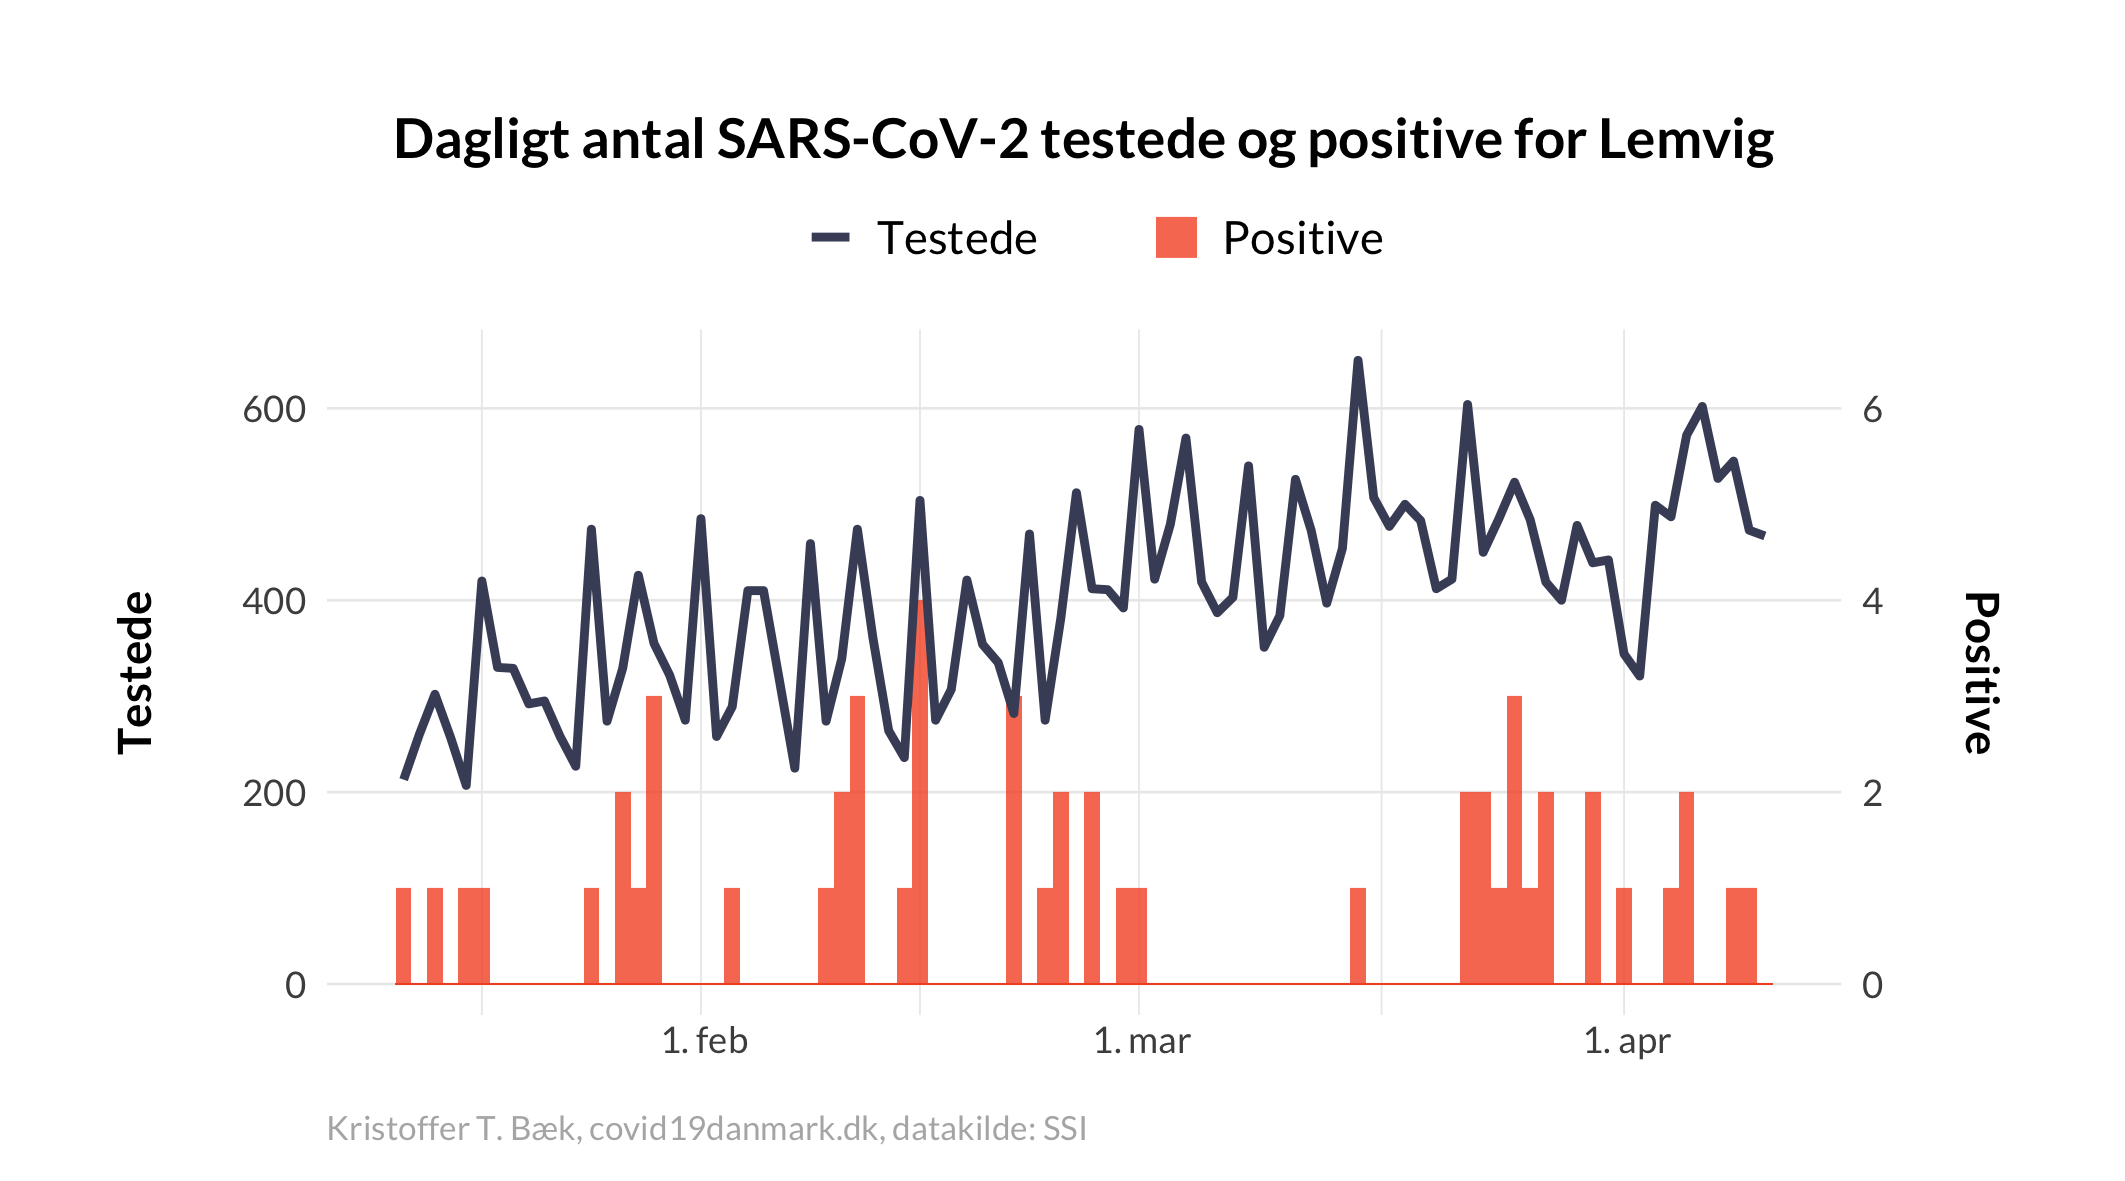 Dagligt antal SARS-CoV-2 testede og positive for Lemvig
Testede
Positive
600
400
200
0
6
4
2
0
Testede
Positive
1. feb
1. mar
1. apr
Kristoffer T. Bæk, covid19danmark.dk, datakilde: SSI